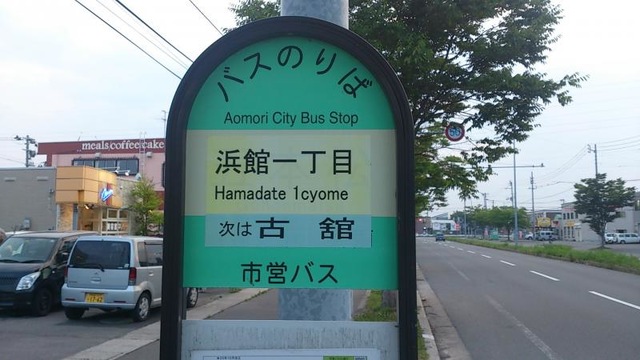 バスのりば
Aomori City Bus Stop
浜館一丁目
Hamadate 1cyome
次は 古舘
市営バス
meals coffee cake